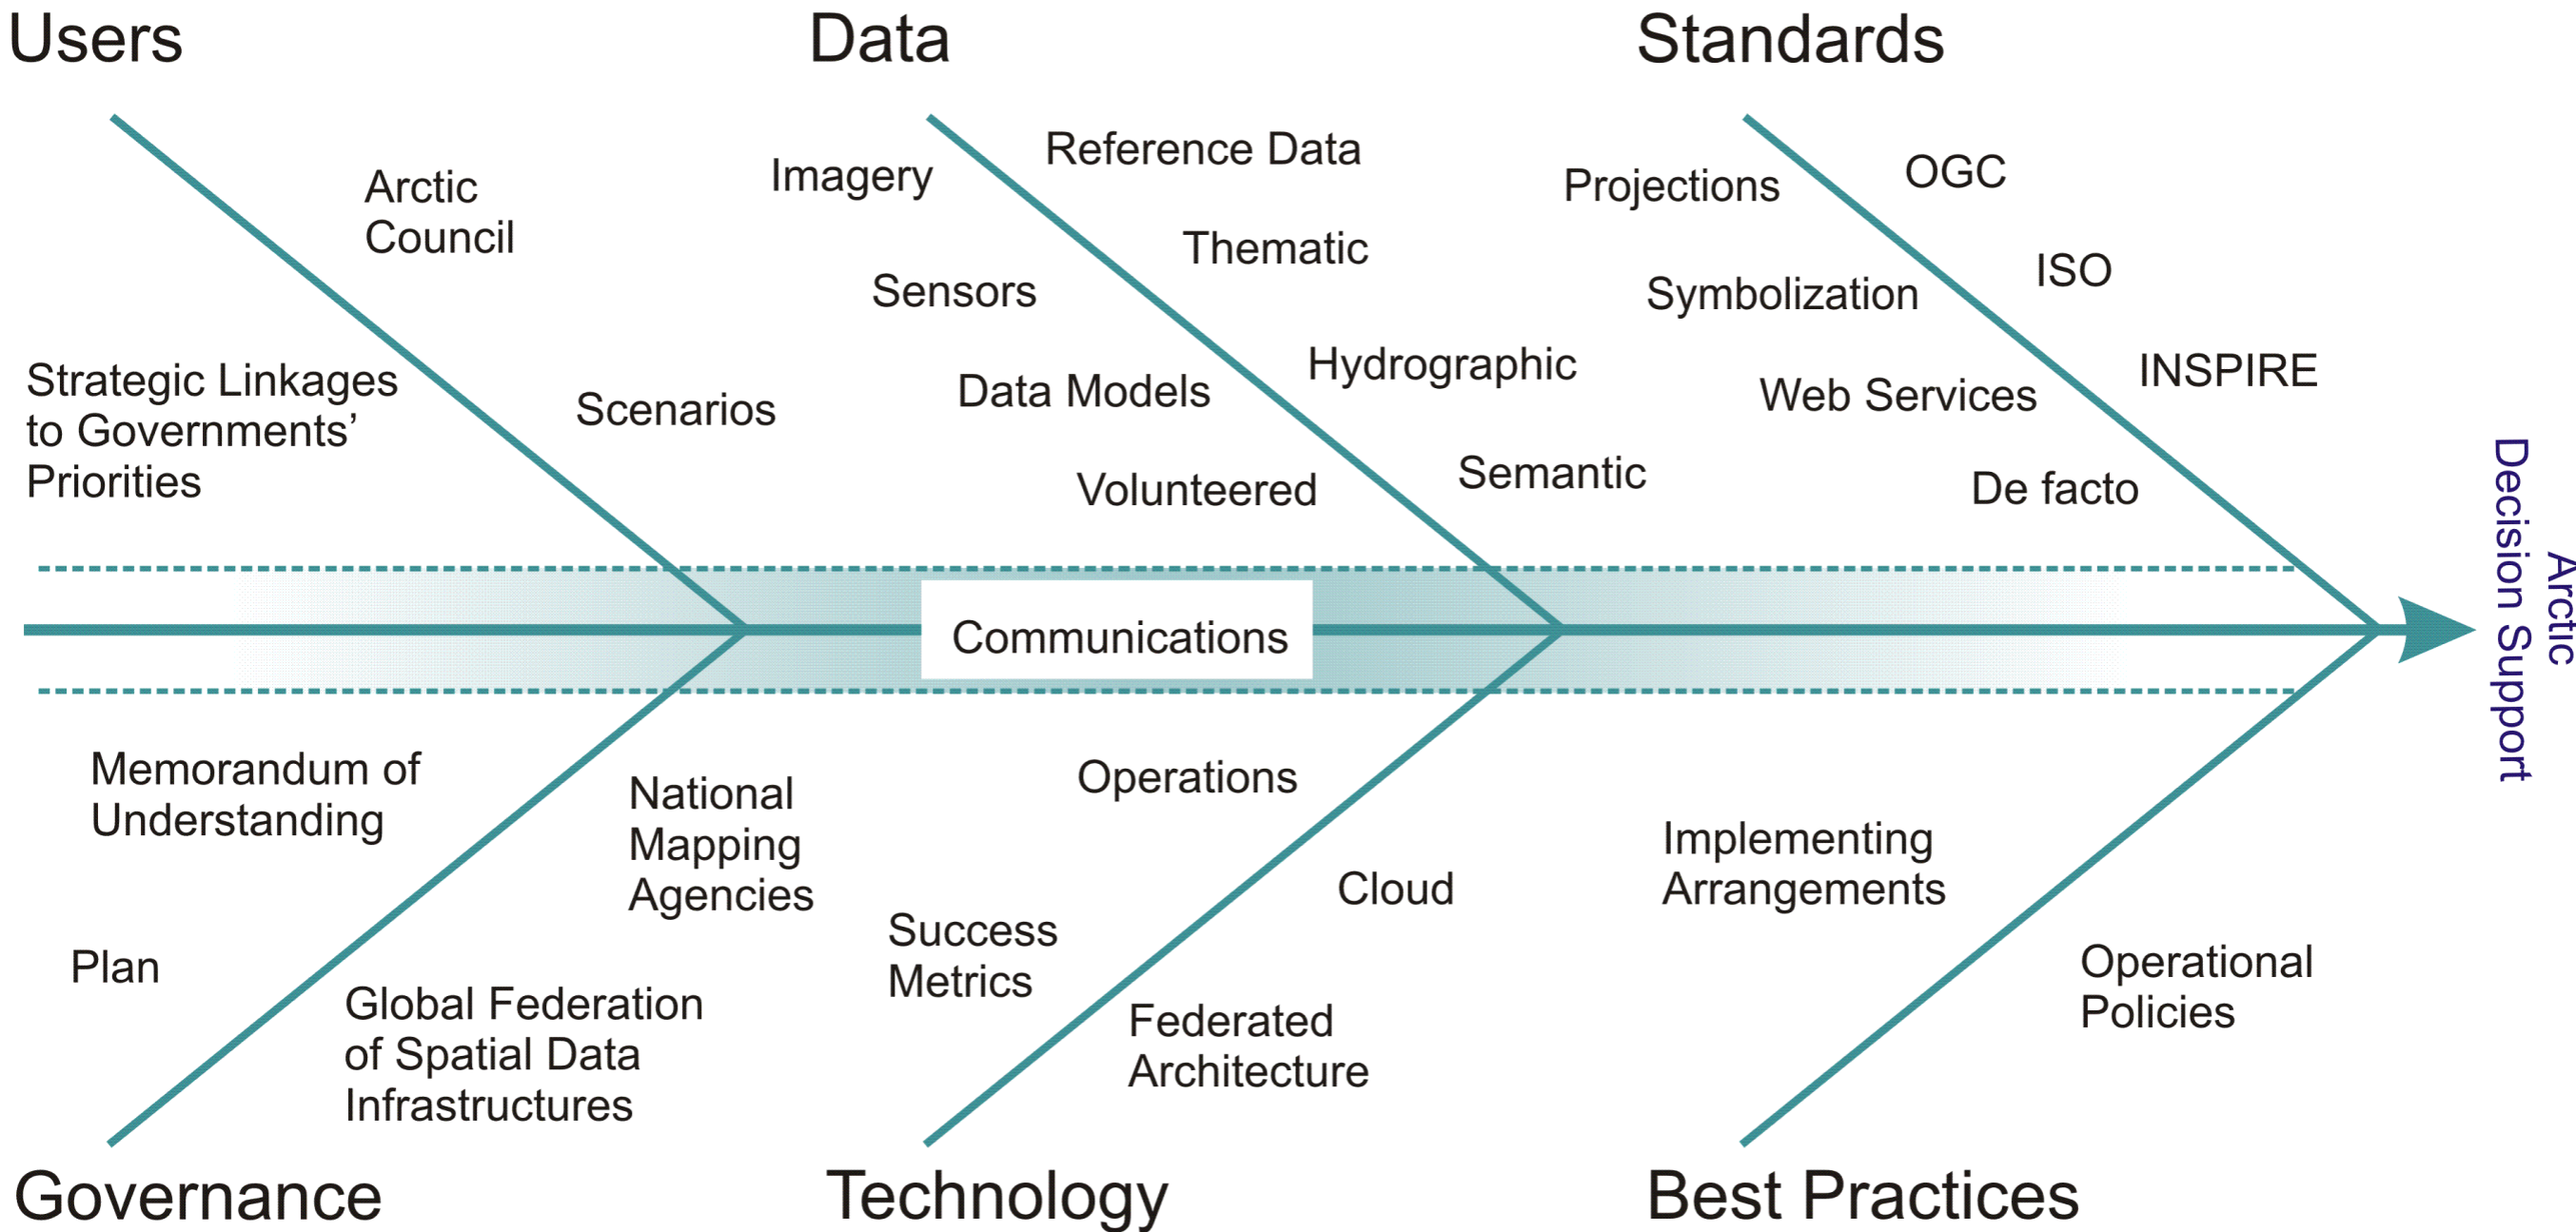 Users
Data
Standards
Arctic
Council
Strategic Linkages
to Governments’
Priorities
Scenarios
Imagery
Reference Data
Sensors
Thematic
Data Models
Hydrographic
Volunteered
Semantic
Projections
OGC
Symbolization
ISO
Web Services
INSPIRE
De facto
Communications
Arctic
Decision Support
Memorandum of
Understanding
National
Mapping
Agencies
Plan
Global Federation
of Spatial Data
Infrastructures
Operations
Cloud
Success
Metrics
Federated
Architecture
Implementing
Arrangements
Operational
Policies
Governance
Technology
Best Practices